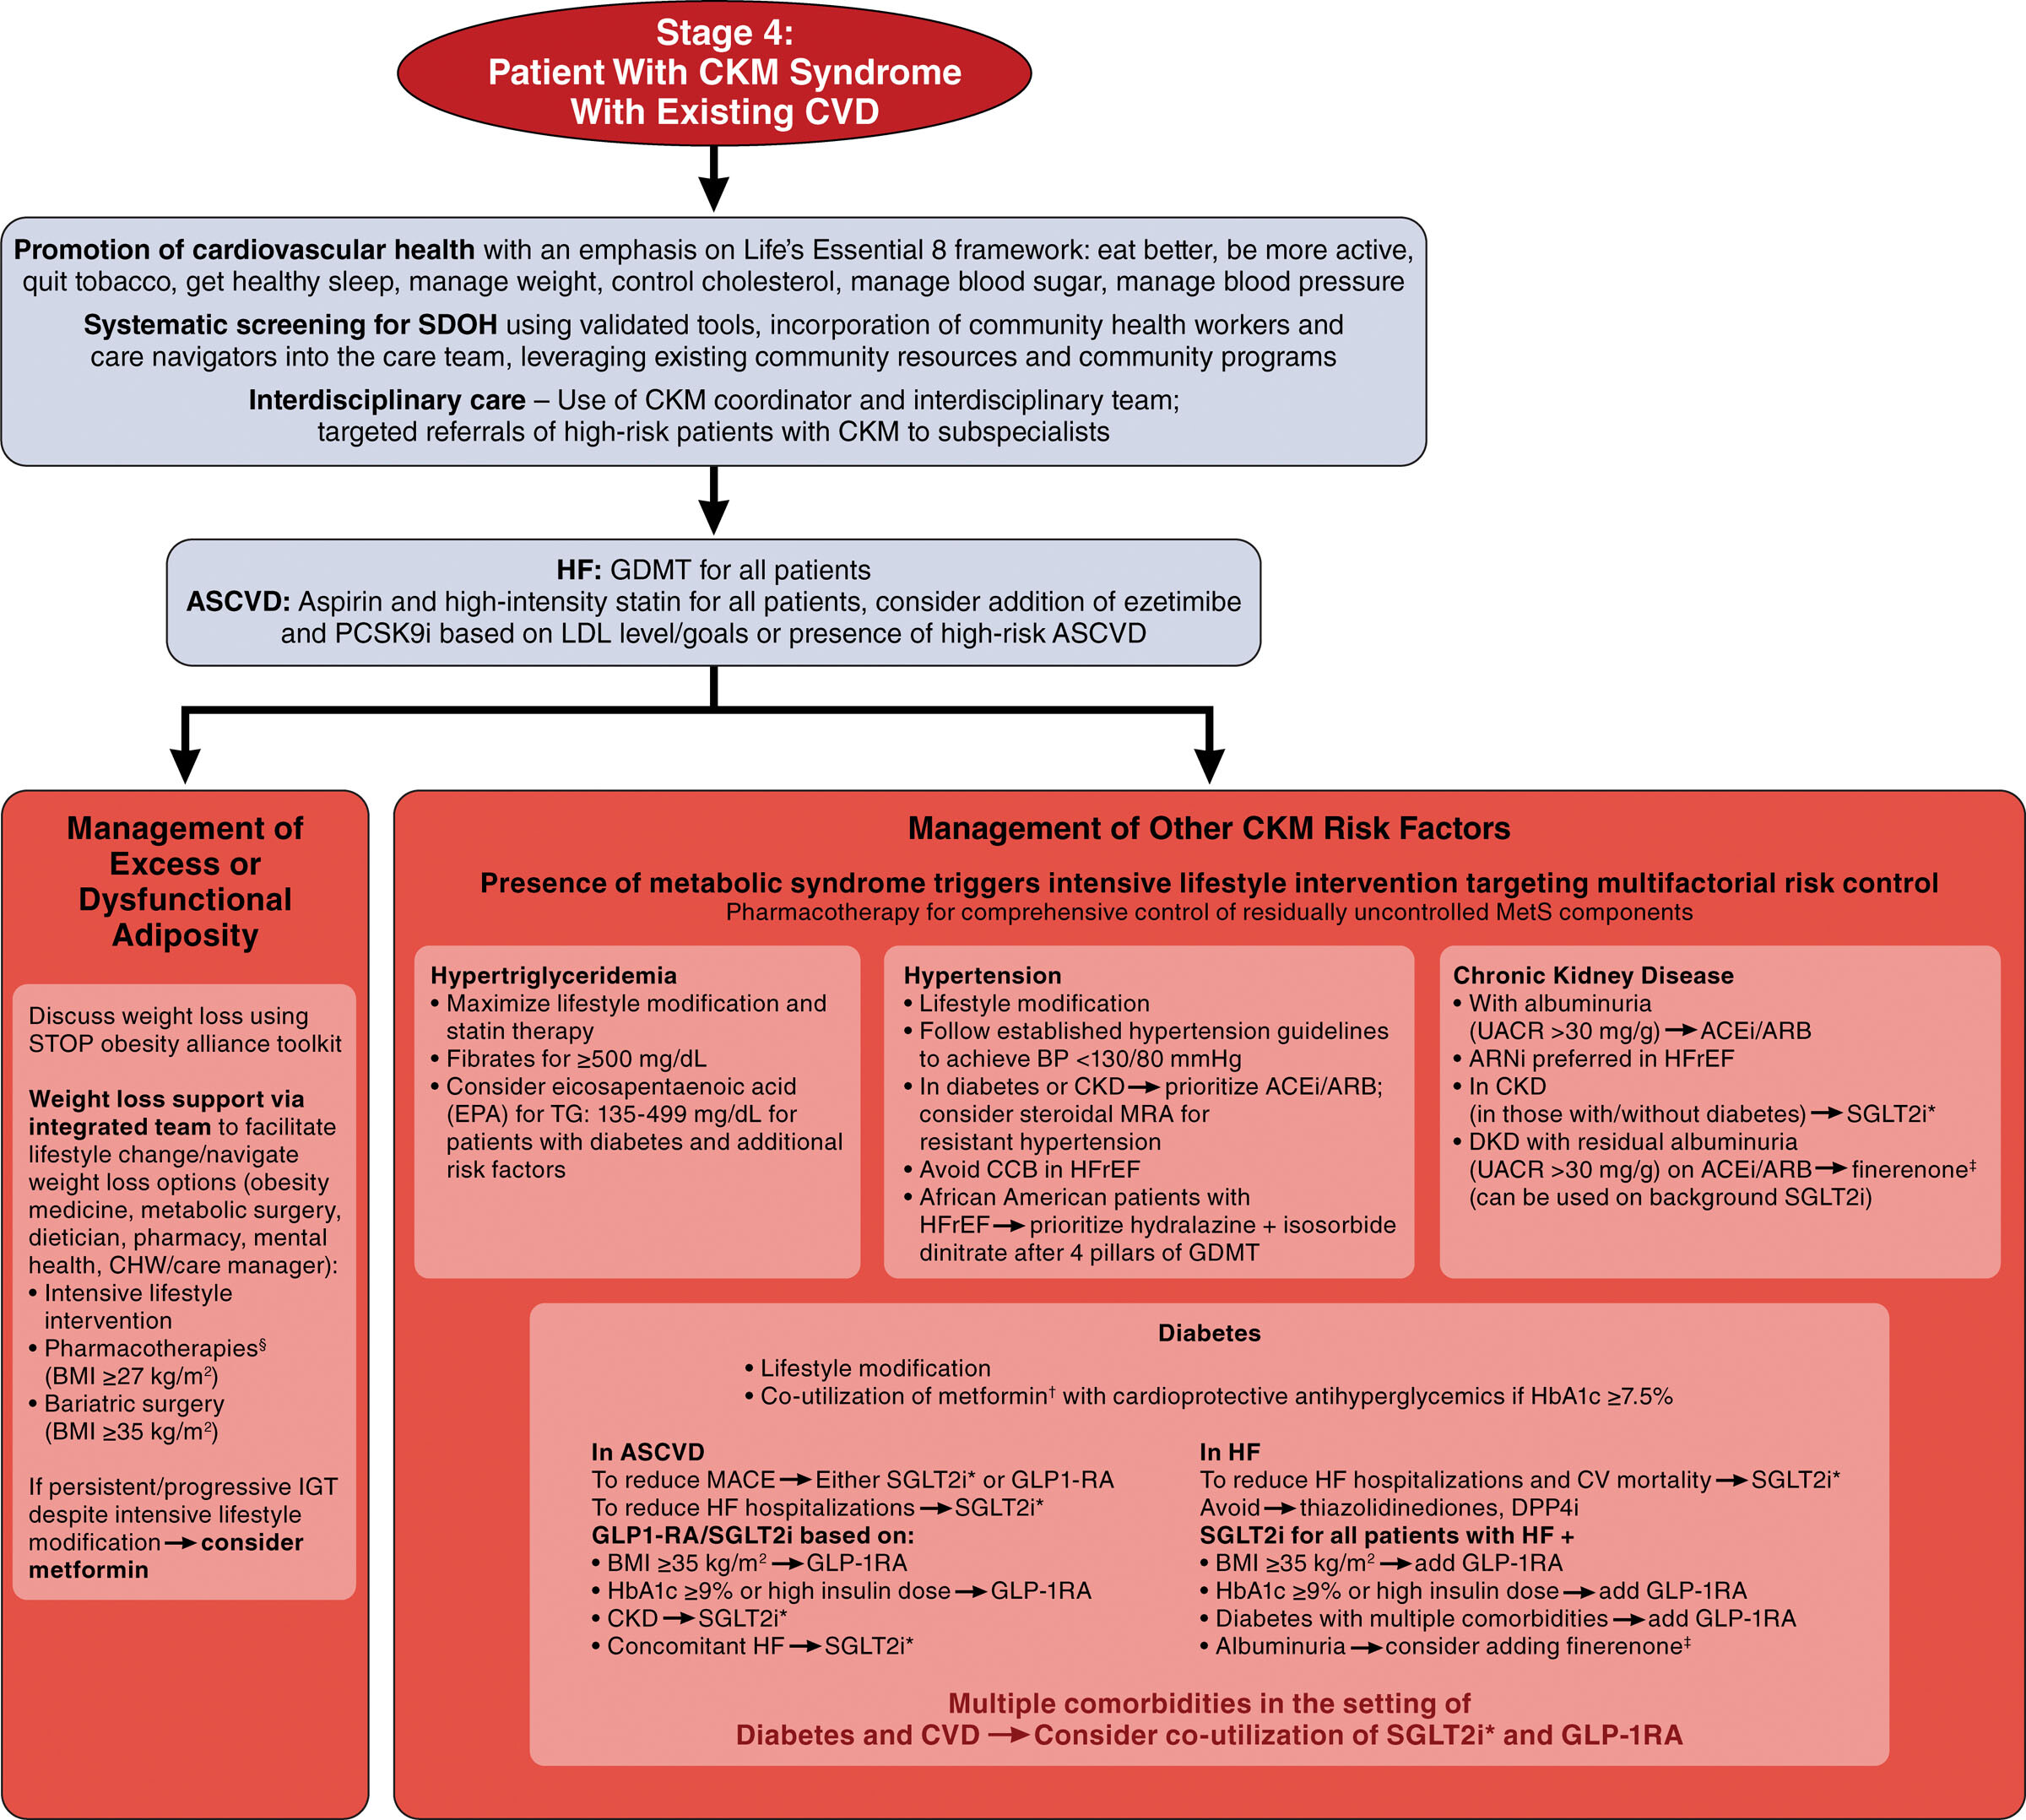 Stage 4:
Patient With CKM Syndrome
With Existing CVD
Promotion of cardiovascular health with an emphasis on Life’s Essential 8 framework: eat better, be more active,
quit tobacco, get healthy sleep, manage weight, control cholesterol, manage blood sugar, manage blood pressure
Systematic screening for SDOH using validated tools, incorporation of community health workers and
care navigators into the care team, leveraging existing community resources and community programs
Interdisciplinary care – Use of CKM coordinator and interdisciplinary team;
targeted referrals of high-risk patients with CKM to subspecialists
HF: GDMT for all patients
ASCVD: Aspirin and high-intensity statin for all patients, consider addition of ezetimibe
and PCSK9i based on LDL level/goals or presence of high-risk ASCVD
Management of
Excess or
Dysfunctional
Adiposity
Discuss weight loss using
STOP obesity alliance toolkit
Weight loss support via
integrated team to facilitate
lifestyle change/navigate
weight loss options (obesity
medicine, metabolic surgery,
dietician, pharmacy, mental
health, CHW/care manager):
• Intensive lifestyle
intervention
• Pharmacotherapies§
(BMI ≥27 kg/m²)
• Bariatric surgery
(BMI ≥35 kg/m²)
If persistent/progressive IGT
despite intensive lifestyle
modification→consider
metformin
Management of Other CKM Risk Factors
Presence of metabolic syndrome triggers intensive lifestyle intervention targeting multifactorial risk control
Pharmacotherapy for comprehensive control of residually uncontrolled MetS components
Hypertriglyceridemia
• Maximize lifestyle modification and
statin therapy
• Fibrates for ≥500 mg/dL
• Consider eicosapentaenoic acid
(EPA) for TG: 135-499 mg/dL for
patients with diabetes and additional
risk factors
Hypertension
• Lifestyle modification
• Follow established hypertension guidelines
to achieve BP <130/80 mmHg
• In diabetes or CKD→prioritize ACEi/ARB;
consider steroidal MRA for
resistant hypertension
• Avoid CCB in HFrEF
• African American patients with
HFrEF→prioritize hydralazine + isosorbide
dinitrate after 4 pillars of GDMT
Chronic Kidney Disease
• With albuminuria
(UACR >30 mg/g)→ACEi/ARB
• ARNi preferred in HFrEF
• In CKD
(in those with/without diabetes)→SGLT2i*
• DKD with residual albuminuria
(UACR >30 mg/g) on ACEi/ARB→finerenone‡
(can be used on background SGLT2i)
Diabetes
• Lifestyle modification
• Co-utilization of metformin† with cardioprotective antihyperglycemics if HbA1c ≥7.5%
In ASCVD
To reduce MACE→Either SGLT2i* or GLP1-RA
To reduce HF hospitalizations→SGLT2i*
GLP1-RA/SGLT2i based on:
• BMI ≥35 kg/m²→GLP-1RA
• HbA1c ≥9% or high insulin dose→GLP-1RA
• CKD→SGLT2i*
• Concomitant HF→SGLT2i*
In HF
To reduce HF hospitalizations and CV mortality→SGLT2i*
Avoid→thiazolidinediones, DPP4i
SGLT2i for all patients with HF +
• BMI ≥35 kg/m²→add GLP-1RA
• HbA1c ≥9% or high insulin dose→add GLP-1RA
• Diabetes with multiple comorbidities→add GLP-1RA
• Albuminuria→consider adding finerenone‡
Multiple comorbidities in the setting of
Diabetes and CVD→Consider co-utilization of SGLT2i* and GLP-1RA